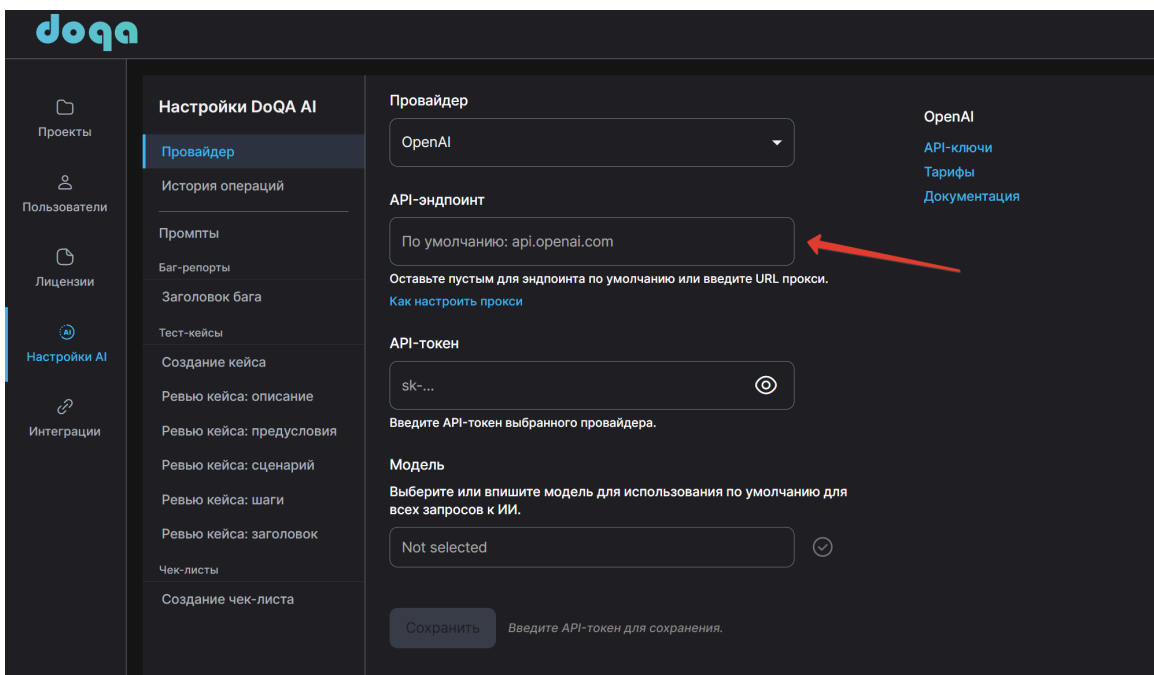 doqa
Проекты
Пользователи
Лицензии
AI
Настройки AI
Интеграции
Настройки DoQA AI
Провайдер
История операций
Промпты
Баг-репорты
Заголовок бага
Тест-кейсы
Создание кейса
Ревью кейса: описание
Ревью кейса: предусловия
Ревью кейса: сценарий
Ревью кейса: шаги
Ревью кейса: заголовок
Чек-листы
Создание чек-листа
Провайдер
OpenAI
API-эндпоинт
По умолчанию: api.openai.com
Оставьте пустым для эндпоинта по умолчанию или введите URL прокси.
Как настроить прокси
API-токен
sk-...
Введите API-токен выбранного провайдера.
Модель
Выберите или впишите модель для использования по умолчанию для
всех запросов к ИИ.
Not selected
Сохранить
Введите API-токен для сохранения.
OpenAI
API-ключи
Тарифы
Документация